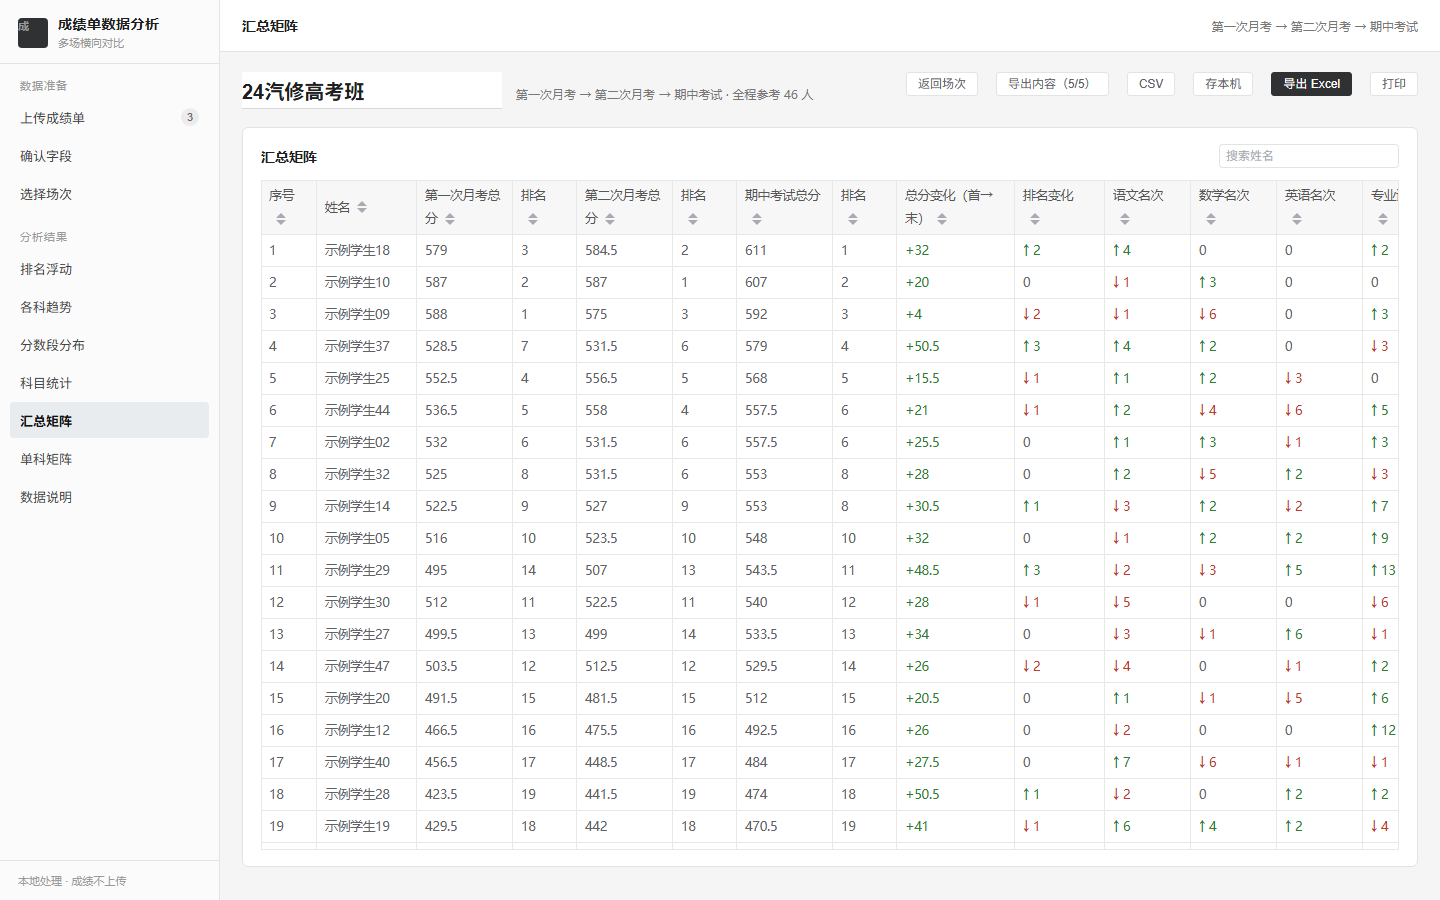 成
成绩单数据分析
多场横向对比
数据准备
上传成绩单 3
确认字段
选择场次
分析结果
排名浮动
各科趋势
分数段分布
科目统计
汇总矩阵
单科矩阵
数据说明
本地处理 · 成绩不上传
汇总矩阵 第一次月考 → 第二次月考 → 期中考试
24汽修高考班 第一次月考 → 第二次月考 → 期中考试 · 全程参考 46 人 返回场次 导出内容（5/5） CSV 存本机 导出 Excel 打印
汇总矩阵 搜索姓名
序号 姓名 第一次月考总分 排名 第二次月考总分 排名 期中考试总分 排名 总分变化（首→末） 排名变化 语文名次 数学名次 英语名次 专业
1 示例学生18 579 3 584.5 2 611 1 +32 ↑2 ↑4 0 0 ↑2
2 示例学生10 587 2 587 1 607 2 +20 0 ↓1 ↑3 0 0
3 示例学生09 588 1 575 3 592 3 +4 ↓2 ↓1 ↓6 0 ↑3
4 示例学生37 528.5 7 531.5 6 579 4 +50.5 ↑3 ↑4 ↑2 0 ↓3
5 示例学生25 552.5 4 556.5 5 568 5 +15.5 ↓1 ↑1 ↑2 ↓3 0
6 示例学生44 536.5 5 558 4 557.5 6 +21 ↓1 ↑2 ↓4 ↓6 ↑5
7 示例学生02 532 6 531.5 6 557.5 6 +25.5 0 ↑1 ↑3 ↓1 ↑3
8 示例学生32 525 8 531.5 6 553 8 +28 0 ↑2 ↓5 ↑2 ↓3
9 示例学生14 522.5 9 527 9 553 8 +30.5 ↑1 ↓3 ↑2 ↓2 ↑7
10 示例学生05 516 10 523.5 10 548 10 +32 0 ↓1 ↑2 ↑2 ↑9
11 示例学生29 495 14 507 13 543.5 11 +48.5 ↑3 ↓2 ↓3 ↑5 ↑13
12 示例学生30 512 11 522.5 11 540 12 +28 ↓1 ↓5 0 0 ↓6
13 示例学生27 499.5 13 499 14 533.5 13 +34 0 ↓3 ↓1 ↑6 ↓1
14 示例学生47 503.5 12 512.5 12 529.5 14 +26 ↓2 ↓4 0 ↓1 ↑2
15 示例学生20 491.5 15 481.5 15 512 15 +20.5 0 ↑1 ↓1 ↓5 ↑6
16 示例学生12 466.5 16 475.5 16 492.5 16 +26 0 ↓2 0 0 ↑12
17 示例学生40 456.5 17 448.5 17 484 17 +27.5 0 ↑7 ↓6 ↓1 ↓1
18 示例学生28 423.5 19 441.5 19 474 18 +50.5 ↑1 ↓2 0 ↑2 ↑2
19 示例学生19 429.5 18 442 18 470.5 19 +41 ↓1 ↑6 ↑4 ↑2 ↓4